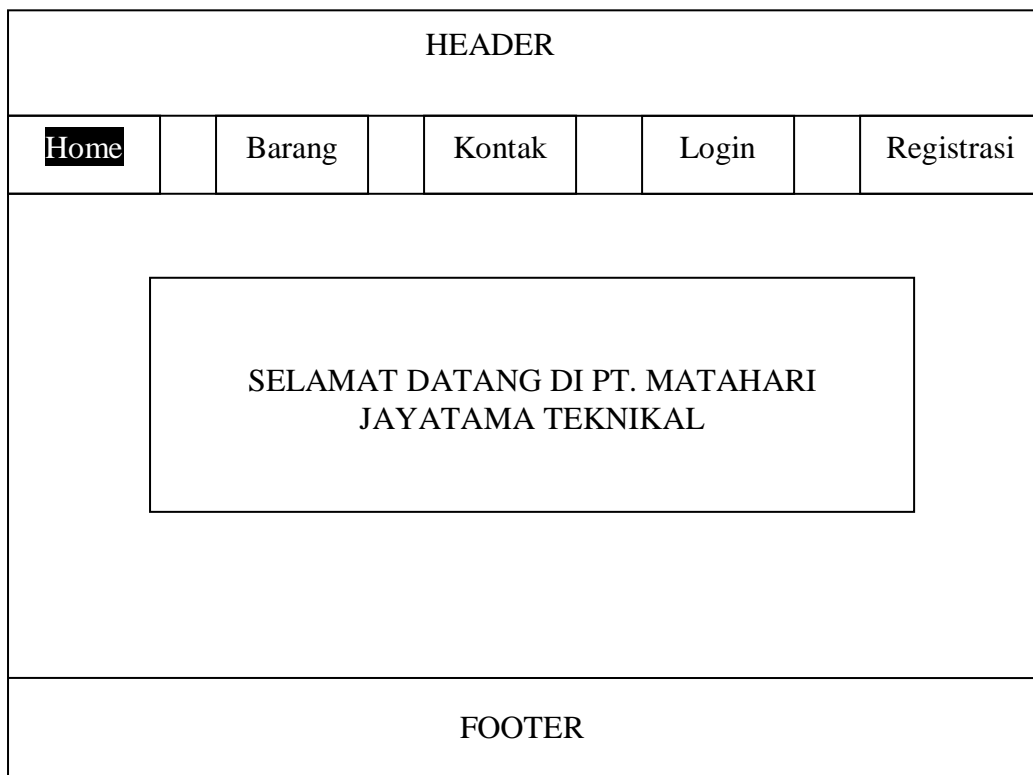 HEADER
Home Barang Kontak Login Registrasi
SELAMAT DATANG DI PT. MATAHARI
JAYATAMA TEKNIKAL
FOOTER